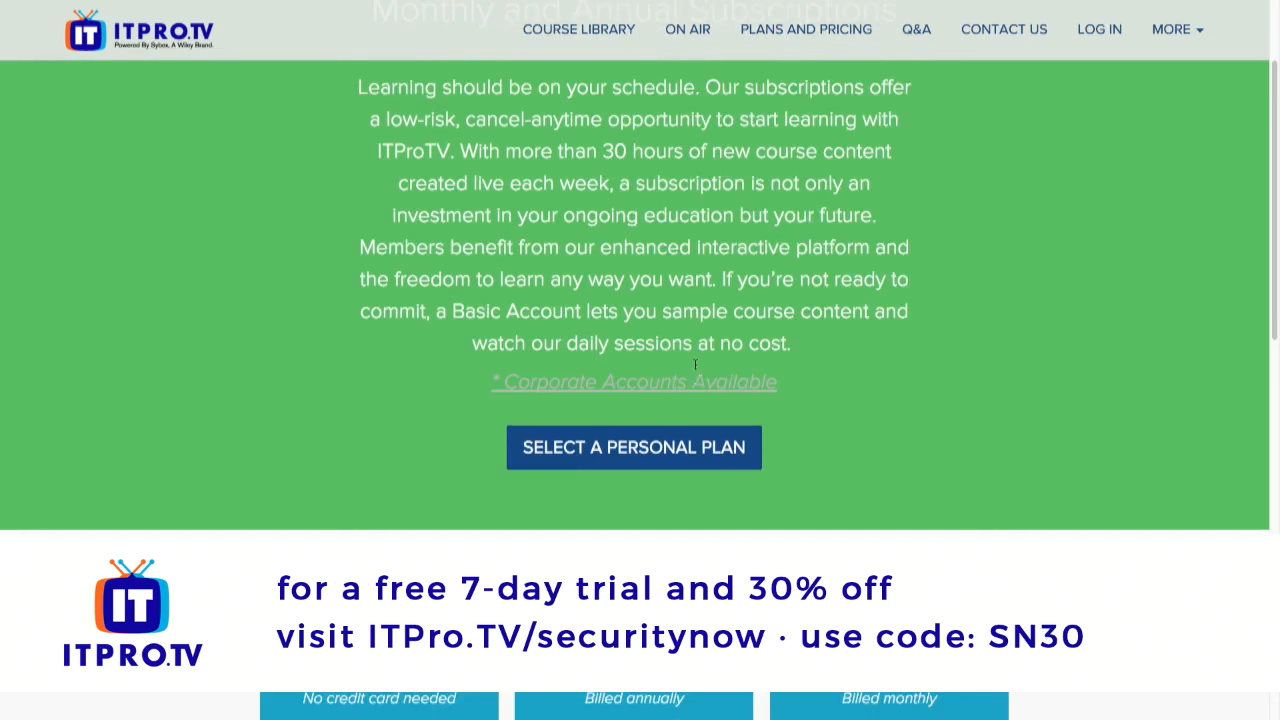 Monthly and Annual Subscriptions
IT ITPRO.TV
Powered By Sybex, A Wiley Brand.
COURSE LIBRARY ON AIR PLANS AND PRICING Q&A CONTACT US LOG IN MORE
Learning should be on your schedule. Our subscriptions offer
a low-risk, cancel-anytime opportunity to start learning with
ITProTV. With more than 30 hours of new course content
created live each week, a subscription is not only an
investment in your ongoing education but your future.
Members benefit from our enhanced interactive platform and
the freedom to learn any way you want. If you’re not ready to
commit, a Basic Account lets you sample course content and
watch our daily sessions at no cost.
* Corporate Accounts Available
SELECT A PERSONAL PLAN
IT
ITPRO.TV
for a free 7-day trial and 30% off
visit ITPro.TV/securitynow · use code: SN30
No credit card needed Billed annually Billed monthly